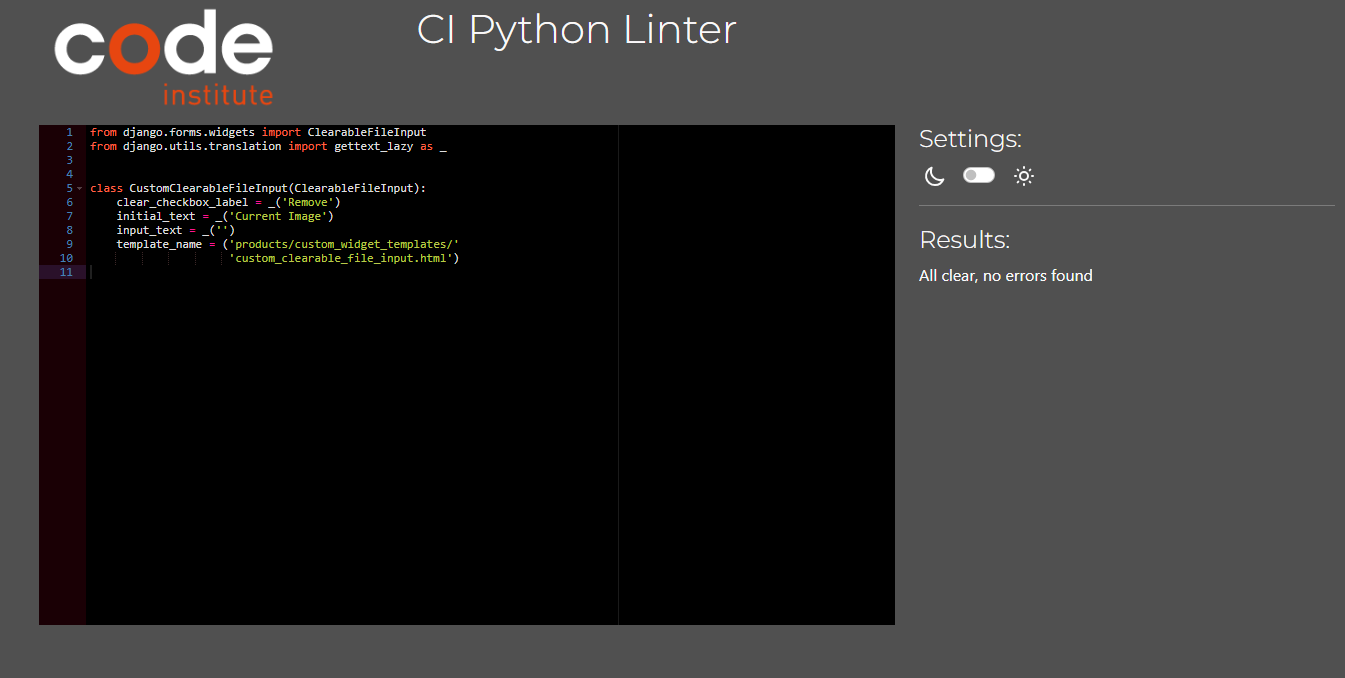 code
institute
CI Python Linter
1 from django.forms.widgets import ClearableFileInput
2 from django.utils.translation import gettext_lazy as _
3
4
5 class CustomClearableFileInput(ClearableFileInput):
6     clear_checkbox_label = _('Remove')
7     initial_text = _('Current Image')
8     input_text = _('')
9     template_name = ('products/custom_widget_templates/'
10                      'custom_clearable_file_input.html')
11
Settings:
Results:
All clear, no errors found